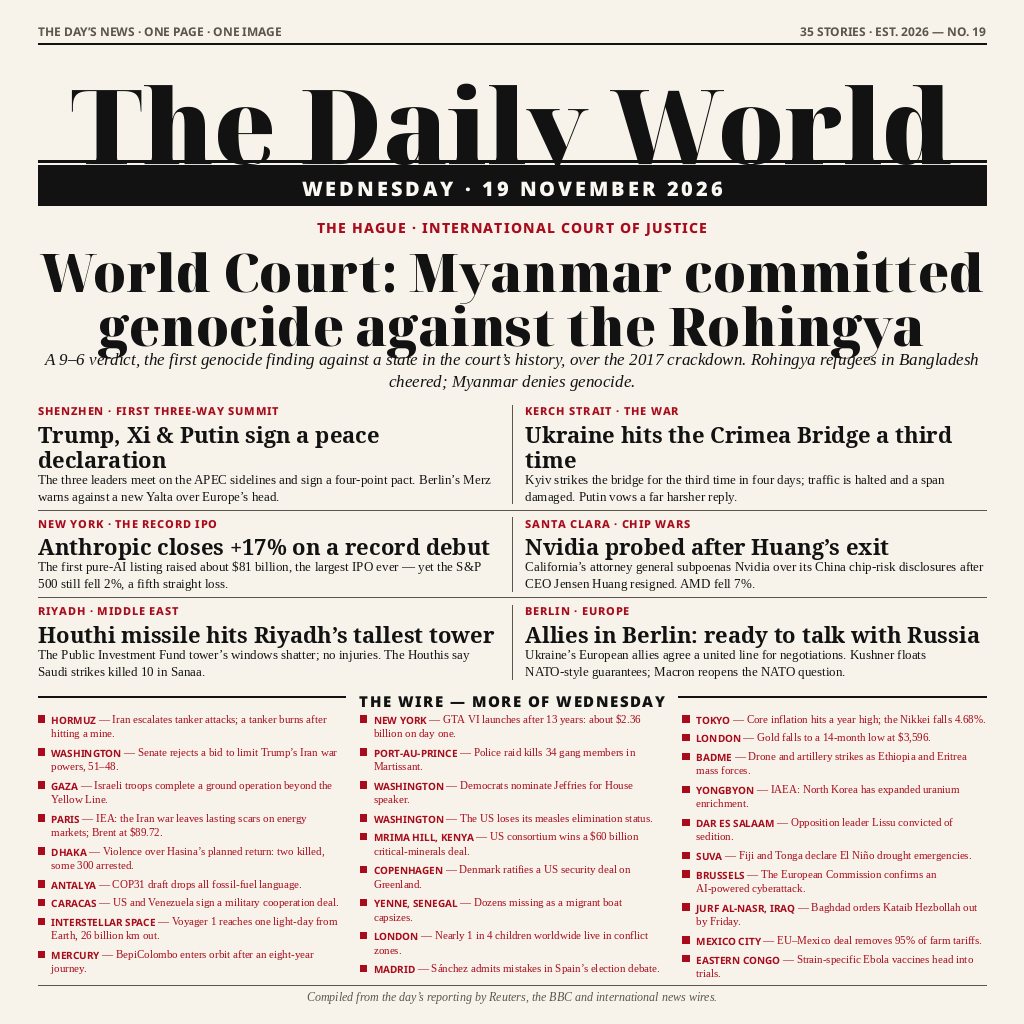 THE DAY'S NEWS · ONE PAGE · ONE IMAGE
35 STORIES · EST. 2026 — NO. 19
The Daily World
WEDNESDAY · 19 NOVEMBER 2026
THE HAGUE · INTERNATIONAL COURT OF JUSTICE
World Court: Myanmar committed
genocide against the Rohingya
A 9–6 verdict, the first genocide finding against a state in the court's history, over the 2017 crackdown. Rohingya refugees in Bangladesh
cheered; Myanmar denies genocide.
SHENZHEN · FIRST THREE-WAY SUMMIT
Trump, Xi & Putin sign a peace
declaration
The three leaders meet on the APEC sidelines and sign a four-point pact. Berlin's Merz
warns against a new Yalta over Europe's head.
KERCH STRAIT · THE WAR
Ukraine hits the Crimea Bridge a third
time
Kyiv strikes the bridge for the third time in four days; traffic is halted and a span
damaged. Putin vows a far harsher reply.
NEW YORK · THE RECORD IPO
Anthropic closes +17% on a record debut
The first pure-AI listing raised about $81 billion, the largest IPO ever — yet the S&P
500 still fell 2%, a fifth straight loss.
SANTA CLARA · CHIP WARS
Nvidia probed after Huang's exit
California's attorney general subpoenas Nvidia over its China chip-risk disclosures after
CEO Jensen Huang resigned. AMD fell 7%.
RIYADH · MIDDLE EAST
Houthi missile hits Riyadh's tallest tower
The Public Investment Fund tower's windows shatter; no injuries. The Houthis say
Saudi strikes killed 10 in Sanaa.
BERLIN · EUROPE
Allies in Berlin: ready to talk with Russia
Ukraine's European allies agree a united line for negotiations. Kushner floats
NATO-style guarantees; Macron reopens the NATO question.
THE WIRE — MORE OF WEDNESDAY
HORMUZ — Iran escalates tanker attacks; a tanker burns after
hitting a mine.
WASHINGTON — Senate rejects a bid to limit Trump's Iran war
powers, 51–48.
GAZA — Israeli troops complete a ground operation beyond the
Yellow Line.
PARIS — IEA: the Iran war leaves lasting scars on energy
markets; Brent at $89.72.
DHAKA — Violence over Hasina's planned return: two killed,
some 300 arrested.
ANTALYA — COP31 draft drops all fossil-fuel language.
CARACAS — US and Venezuela sign a military cooperation deal.
INTERSTELLAR SPACE — Voyager 1 reaches one light-day from
Earth, 26 billion km out.
MERCURY — BepiColombo enters orbit after an eight-year
journey.
NEW YORK — GTA VI launches after 13 years: about $2.36
billion on day one.
PORT-AU-PRINCE — Police raid kills 34 gang members in
Martissant.
WASHINGTON — Democrats nominate Jeffries for House
speaker.
WASHINGTON — The US loses its measles elimination status.
MRIMA HILL, KENYA — US consortium wins a $60 billion
critical-minerals deal.
COPENHAGEN — Denmark ratifies a US security deal on
Greenland.
YENNE, SENEGAL — Dozens missing as a migrant boat
capsizes.
LONDON — Nearly 1 in 4 children worldwide live in conflict
zones.
MADRID — Sánchez admits mistakes in Spain's election debate.
TOKYO — Core inflation hits a year high; the Nikkei falls 4.68%.
LONDON — Gold falls to a 14-month low at $3,596.
BADME — Drone and artillery strikes as Ethiopia and Eritrea
mass forces.
YONGBYON — IAEA: North Korea has expanded uranium
enrichment.
DAR ES SALAAM — Opposition leader Lissu convicted of
sedition.
SUVA — Fiji and Tonga declare El Niño drought emergencies.
BRUSSELS — The European Commission confirms an
AI-powered cyberattack.
JURF AL-NASR, IRAQ — Baghdad orders Kataib Hezbollah out
by Friday.
MEXICO CITY — EU–Mexico deal removes 95% of farm tariffs.
EASTERN CONGO — Strain-specific Ebola vaccines head into
trials.
Compiled from the day's reporting by Reuters, the BBC and international news wires.